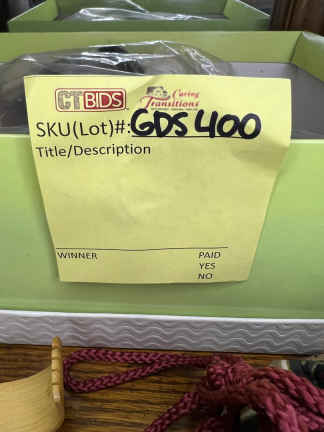 CTBIDS Caring Transitions
SKU(Lot)#: GDS 400
Title/Description
WINNER PAID
YES
NO